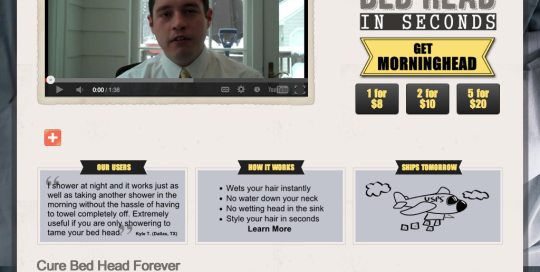 BED HEAD
IN SECONDS
GET
MORNINGHEAD
0:00 / 1:38
YouTube
1 for
$8
2 for
$10
5 for
$20
OUR USERS
“I shower at night and it works just as
well as taking another shower in the
morning without the hassle of having
to towel completely off. Extremely
useful if you are only showering to
tame your bed head.” Kyle T. (Dallas, TX)
HOW IT WORKS
• Wets your hair instantly
• No water down your neck
• No wetting head in the sink
• Style your hair in seconds
Learn More
SHIPS TOMORROW
USPS
Cure Bed Head Forever